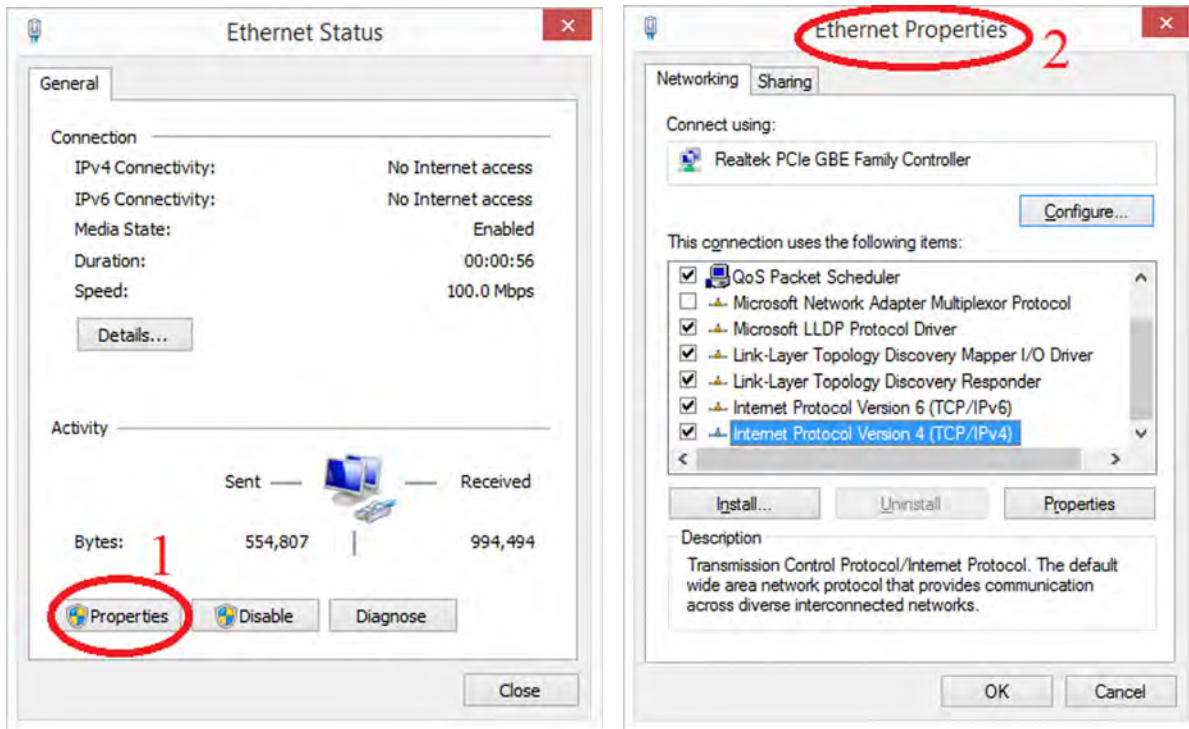 Ethernet Status
General
Connection
IPv4 Connectivity: No Internet access
IPv6 Connectivity: No Internet access
Media State: Enabled
Duration: 00:00:56
Speed: 100.0 Mbps
Details...
Activity
Sent Received
Bytes: 554,807 994,494
1
Properties Disable Diagnose
Close
Ethernet Properties
2
Networking Sharing
Connect using:
Realtek PCIe GBE Family Controller
Configure...
This connection uses the following items:
QoS Packet Scheduler
Microsoft Network Adapter Multiplexor Protocol
Microsoft LLDP Protocol Driver
Link-Layer Topology Discovery Mapper I/O Driver
Link-Layer Topology Discovery Responder
Internet Protocol Version 6 (TCP/IPv6)
Internet Protocol Version 4 (TCP/IPv4)
Install... Uninstall Properties
Description
Transmission Control Protocol/Internet Protocol. The default
wide area network protocol that provides communication
across diverse interconnected networks.
OK Cancel